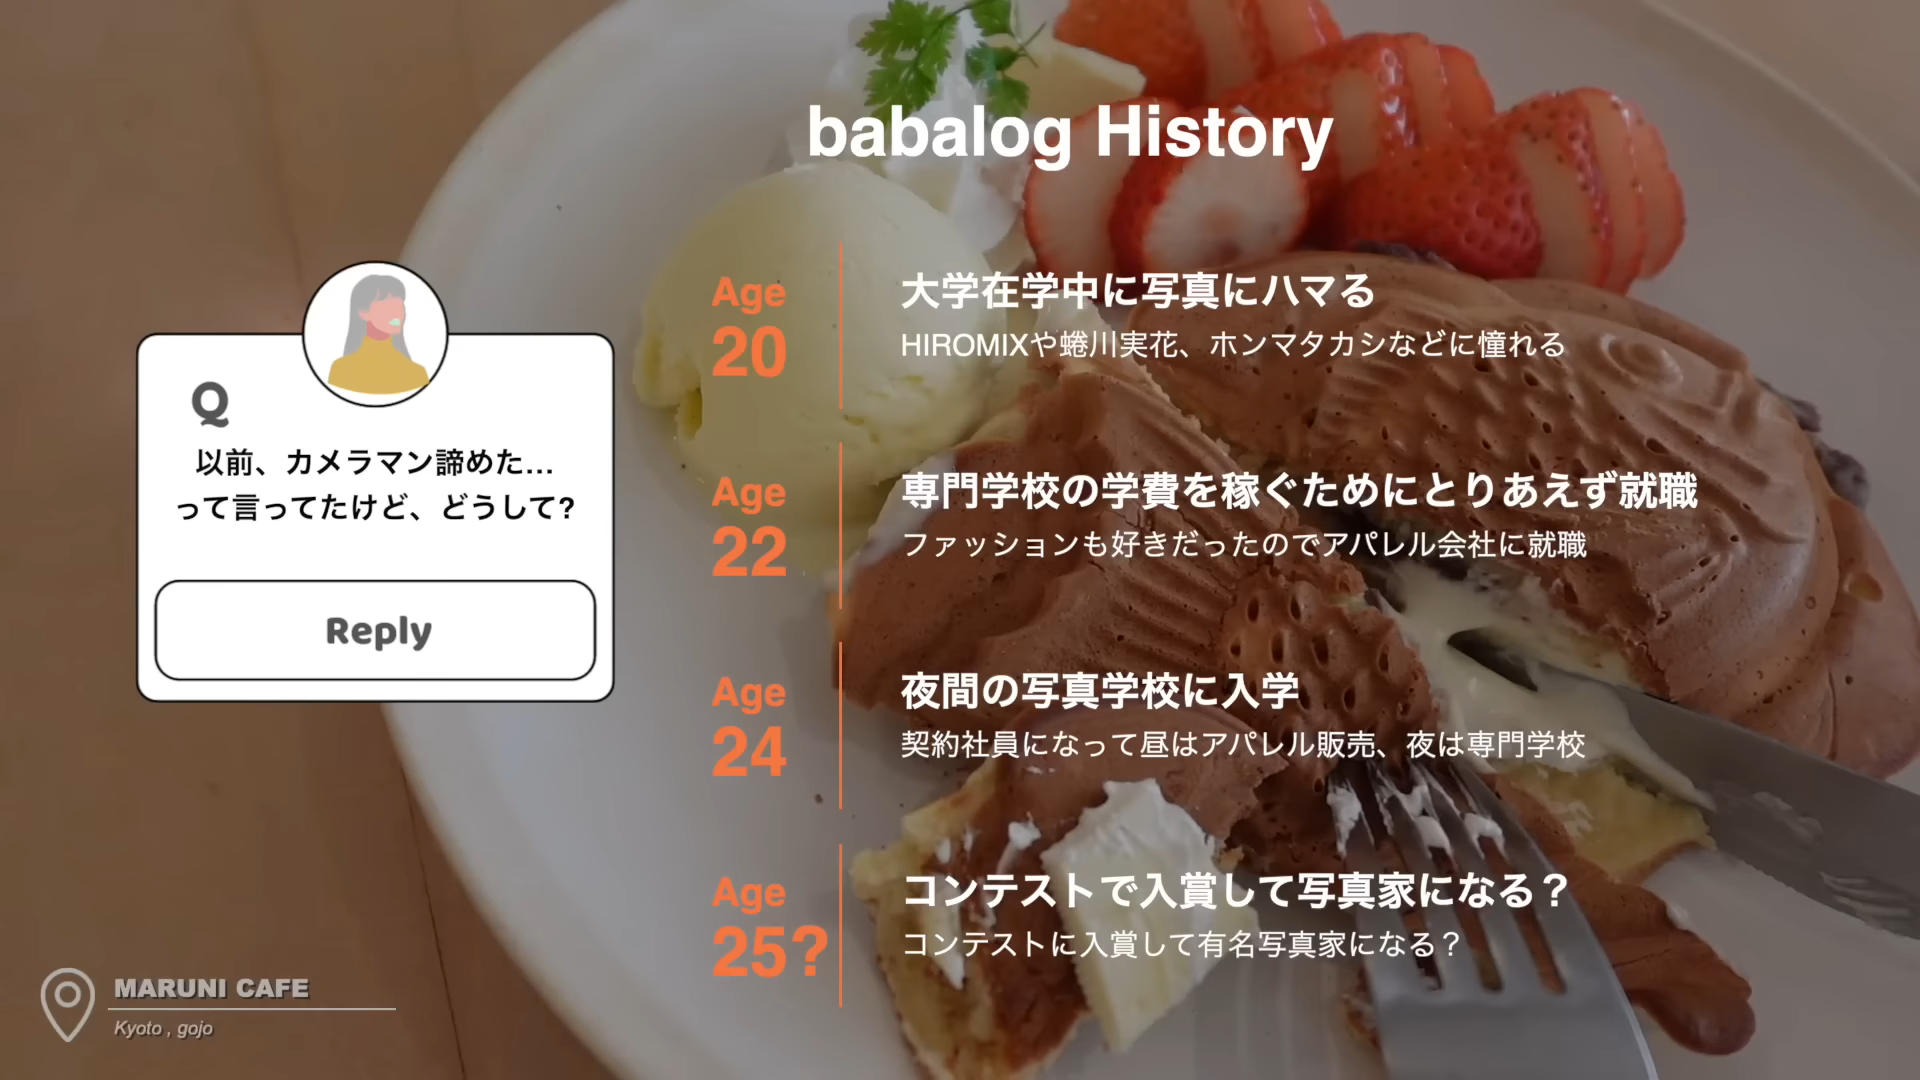 babalog History
Q
以前、カメラマン諦めた...
って言ってたけど、どうして?
Reply
Age
20
大学在学中に写真にハマる
HIROMIXや蜷川実花、ホンマタカシなどに憧れる
Age
22
専門学校の学費を稼ぐためにとりあえず就職
ファッションも好きだったのでアパレル会社に就職
Age
24
夜間の写真学校に入学
契約社員になって昼はアパレル販売、夜は専門学校
Age
25?
コンテストで入賞して写真家になる？
コンテストに入賞して有名写真家になる？
MARUNI CAFE
Kyoto , gojo